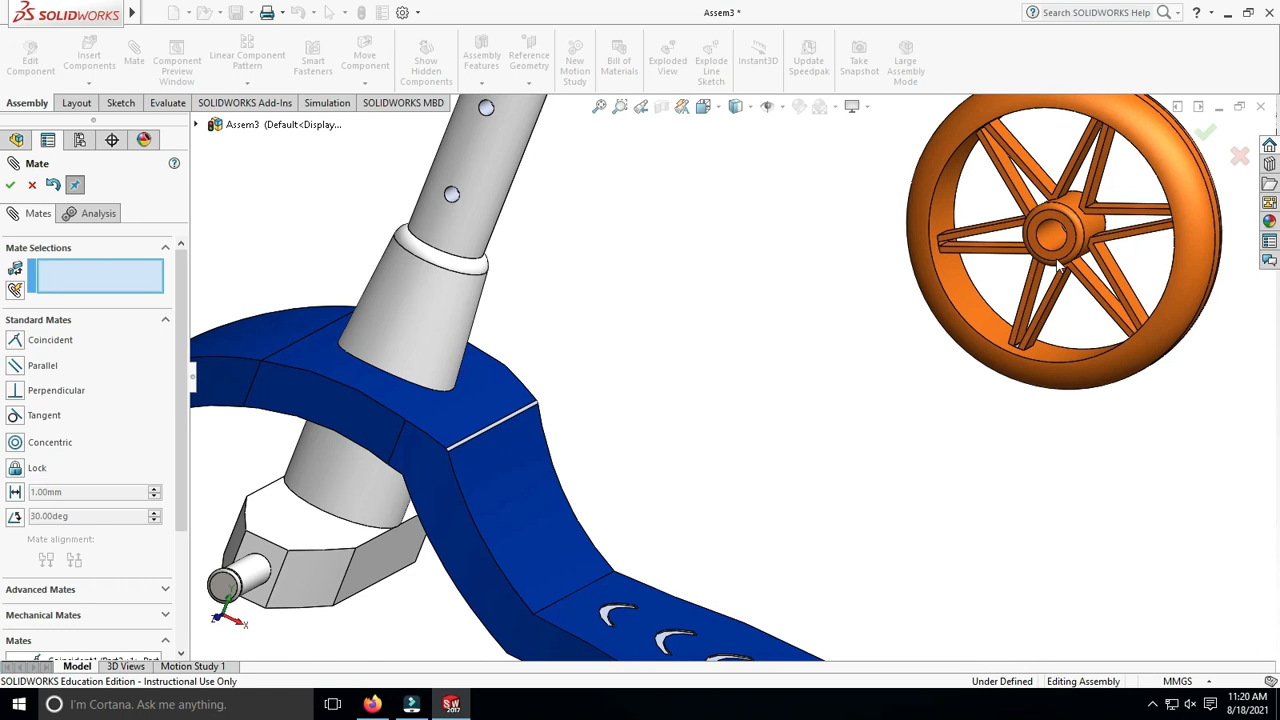 SOLIDWORKS
Assem3 *
Search SOLIDWORKS Help
Edit Component
Insert Components
Mate
Component Preview Window
Linear Component Pattern
Smart Fasteners
Move Component
Show Hidden Components
Assembly Features
Reference Geometry
New Motion Study
Bill of Materials
Exploded View
Explode Line Sketch
Instant3D
Update Speedpak
Take Snapshot
Large Assembly Mode
Assembly
Layout
Sketch
Evaluate
SOLIDWORKS Add-Ins
Simulation
SOLIDWORKS MBD
Assem3 (Default<Display...
Mate
Mates
Analysis
Mate Selections
Standard Mates
Coincident
Parallel
Perpendicular
Tangent
Concentric
Lock
1.00mm
30.00deg
Mate alignment:
Advanced Mates
Mechanical Mates
Mates
Y
Z
X
Model
3D Views
Motion Study 1
SOLIDWORKS Education Edition - Instructional Use Only
Under Defined
Editing Assembly
MMGS
I'm Cortana. Ask me anything.
SW
2017
11:20 AM
8/18/2021